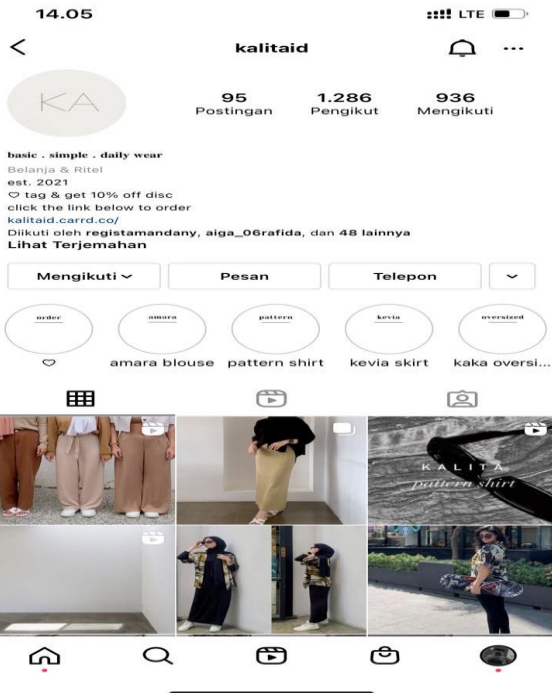 14.05
LTE
kalitaid
KA
95 1.286 936
Postingan Pengikut Mengikuti
basic . simple . daily wear
Belanja & Ritel
est. 2021
♡ tag & get 10% off disc
click the link below to order
kalitaid.carrd.co/
Diikuti oleh registamandany, aiga_06rafida, dan 48 lainnya
Lihat Terjemahan
Mengikuti Pesan Telepon
order amara pattern kevia oversized
♡ amara blouse pattern shirt kevia skirt kaka oversi...
KALITA
pattern shirt